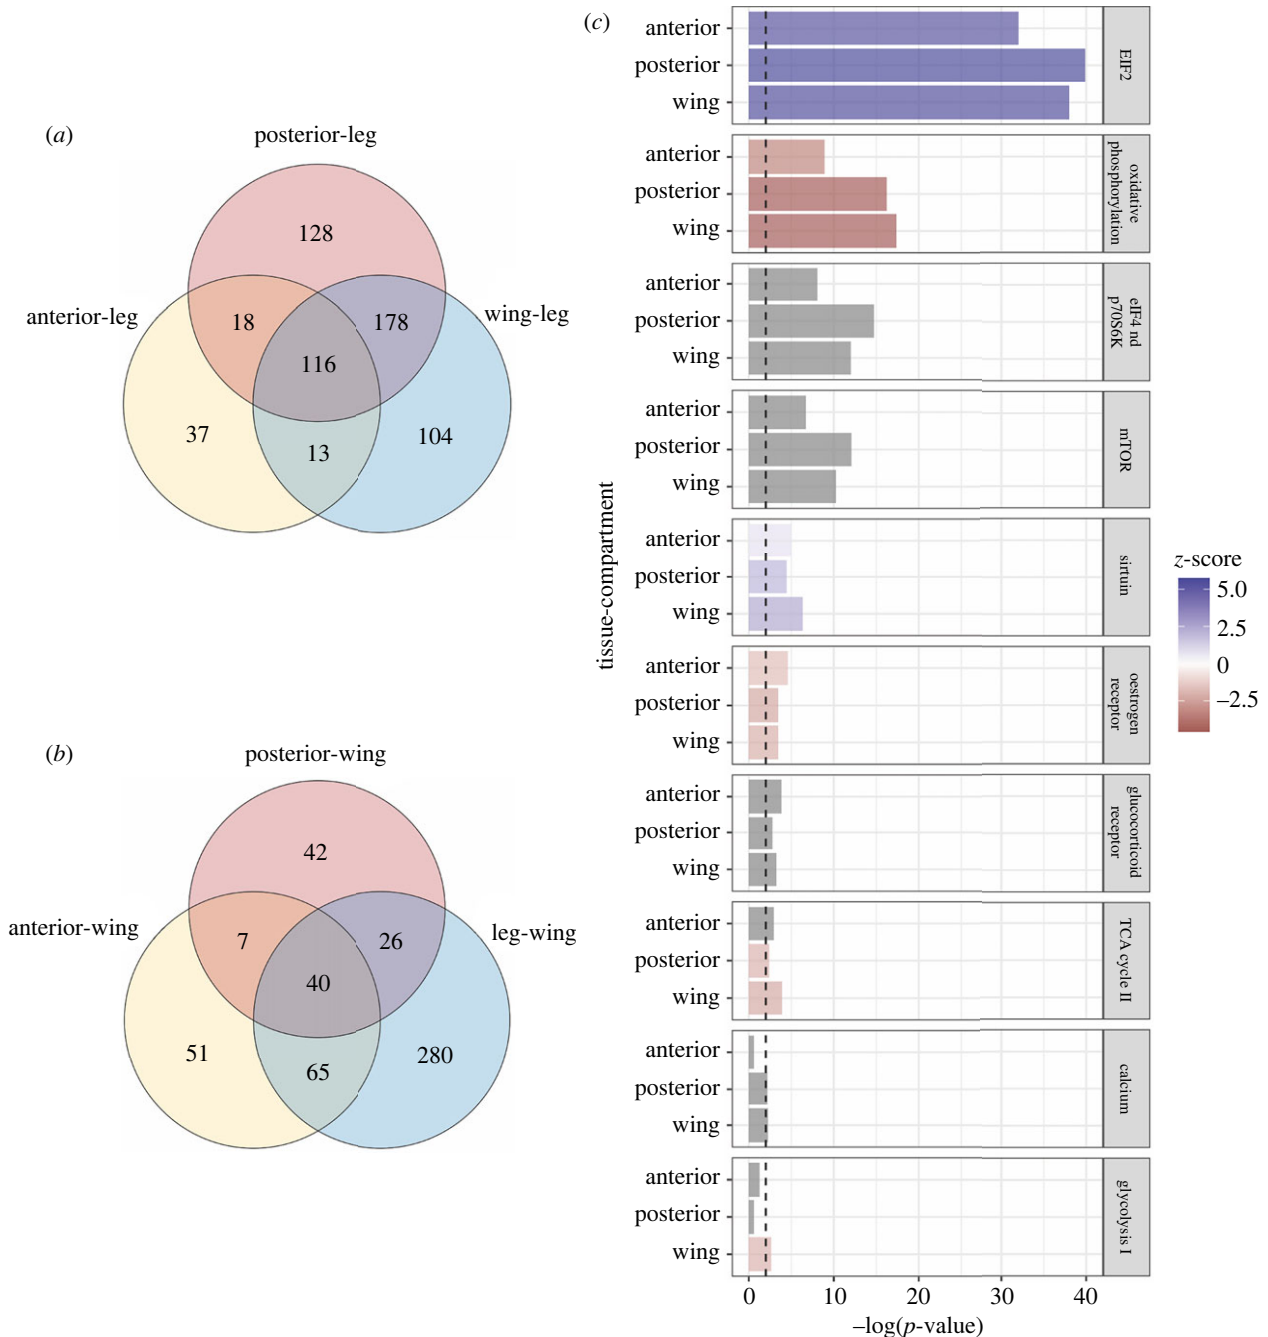 (a)
posterior-leg
128
anterior-leg
18
178
wing-leg
116
37
13
104
(b)
posterior-wing
42
anterior-wing
7
26
leg-wing
40
51
65
280
(c)
tissue-compartment
anterior
posterior
wing
EIF2
anterior
posterior
wing
oxidative
phosphorylation
anterior
posterior
wing
eIF4 nd
p70S6K
anterior
posterior
wing
mTOR
anterior
posterior
wing
sirtuin
anterior
posterior
wing
oestrogen
receptor
anterior
posterior
wing
glucocorticoid
receptor
anterior
posterior
wing
TCA cycle II
anterior
posterior
wing
calcium
anterior
posterior
wing
glycolysis I
0 10 20 30 40
–log(p-value)
z-score
5.0
2.5
0
–2.5